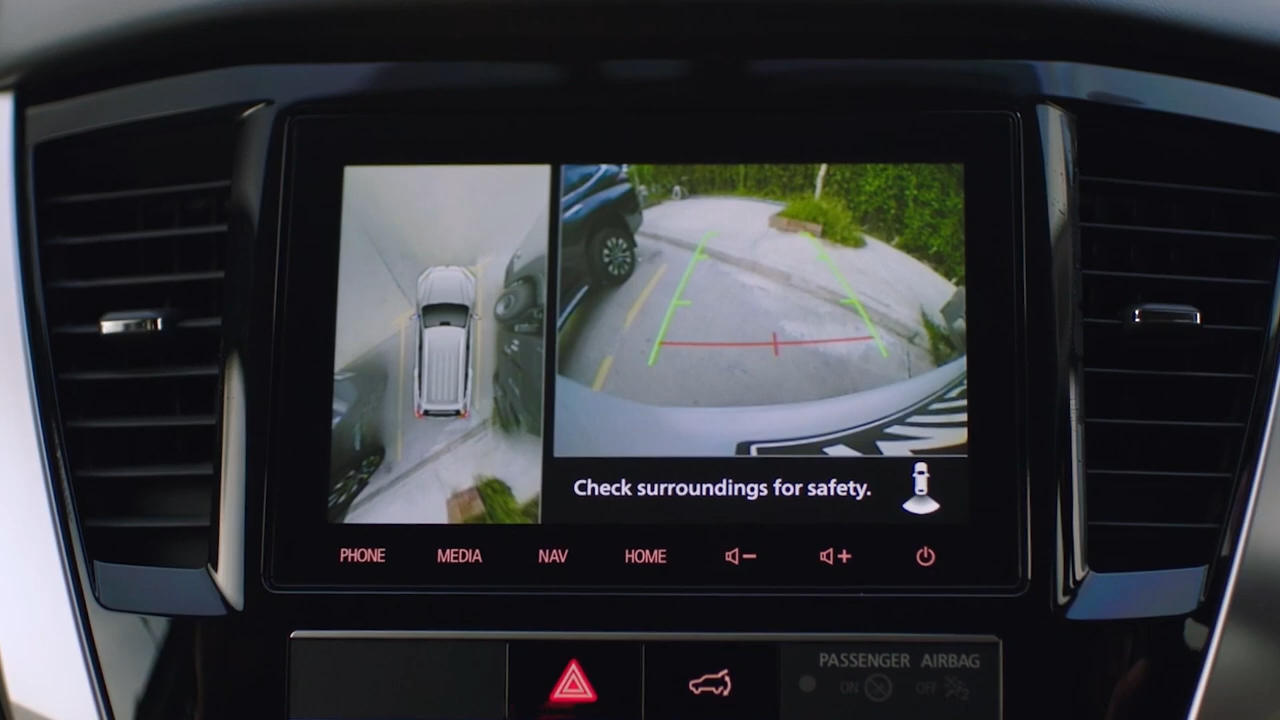 Check surroundings for safety.
PHONE MEDIA NAV HOME
PASSENGER AIRBAG
ON OFF